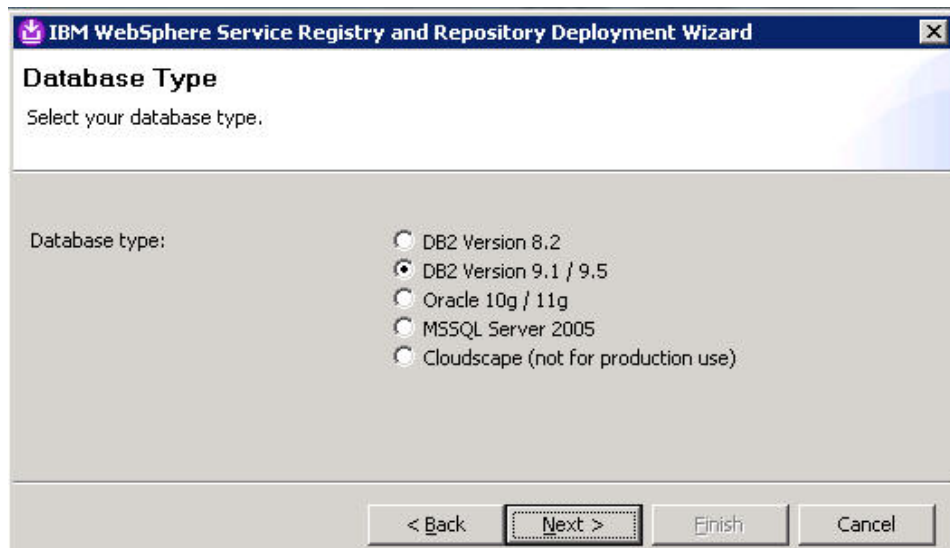 IBM WebSphere Service Registry and Repository Deployment Wizard
Database Type
Select your database type.
Database type:
DB2 Version 8.2
DB2 Version 9.1 / 9.5
Oracle 10g / 11g
MSSQL Server 2005
Cloudscape (not for production use)
< Back Next > Finish Cancel